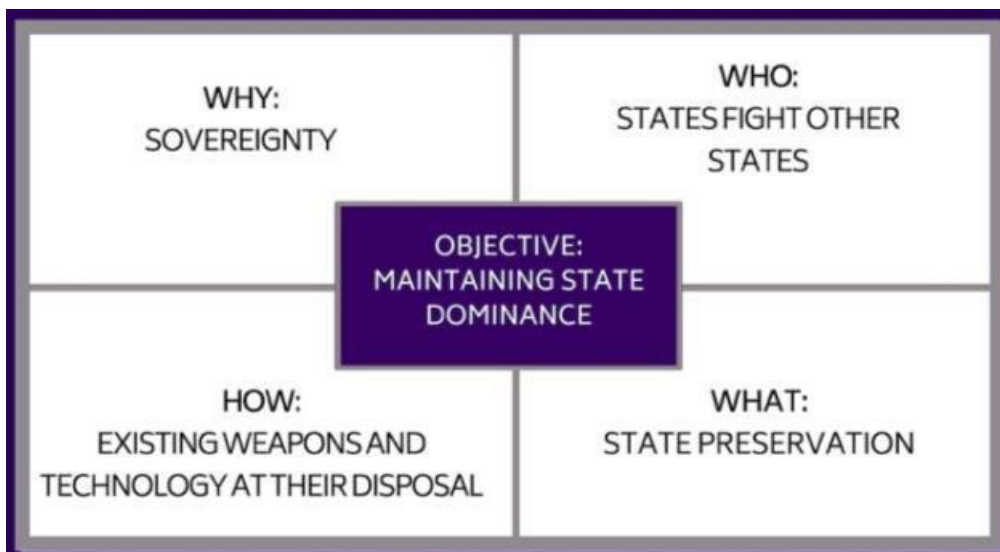 WHY:
SOVEREIGNTY
WHO:
STATES FIGHT OTHER
STATES
OBJECTIVE:
MAINTAINING STATE
DOMINANCE
HOW:
EXISTING WEAPONS AND
TECHNOLOGY AT THEIR DISPOSAL
WHAT:
STATE PRESERVATION